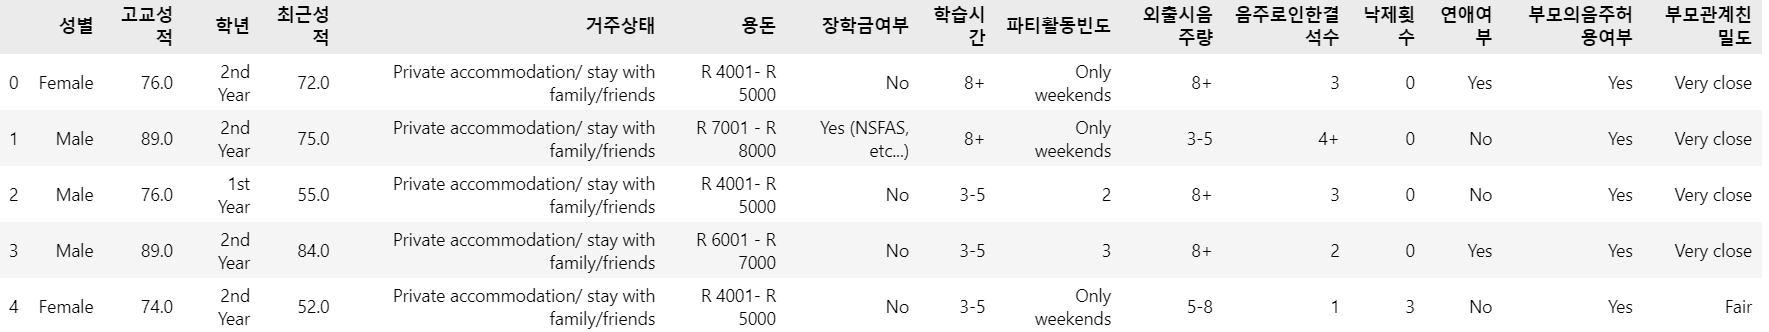 성별 고교성적 학년 최근성적 거주상태 용돈 장학금여부 학습시간 파티활동빈도 외출시음주량 음주로인한결석수 낙제횟수 연애여부 부모의음주허용여부 부모관계친밀도
0 Female 76.0 2nd Year 72.0 Private accommodation/ stay with family/friends R 4001- R 5000 No 8+ Only weekends 8+ 3 0 Yes Yes Very close
1 Male 89.0 2nd Year 75.0 Private accommodation/ stay with family/friends R 7001 - R 8000 Yes (NSFAS, etc...) 8+ Only weekends 3-5 4+ 0 No Yes Very close
2 Male 76.0 1st Year 55.0 Private accommodation/ stay with family/friends R 4001- R 5000 No 3-5 2 8+ 3 0 No Yes Very close
3 Male 89.0 2nd Year 84.0 Private accommodation/ stay with family/friends R 6001 - R 7000 No 3-5 3 8+ 2 0 Yes Yes Very close
4 Female 74.0 2nd Year 52.0 Private accommodation/ stay with family/friends R 4001- R 5000 No 3-5 Only weekends 5-8 1 3 No Yes Fair